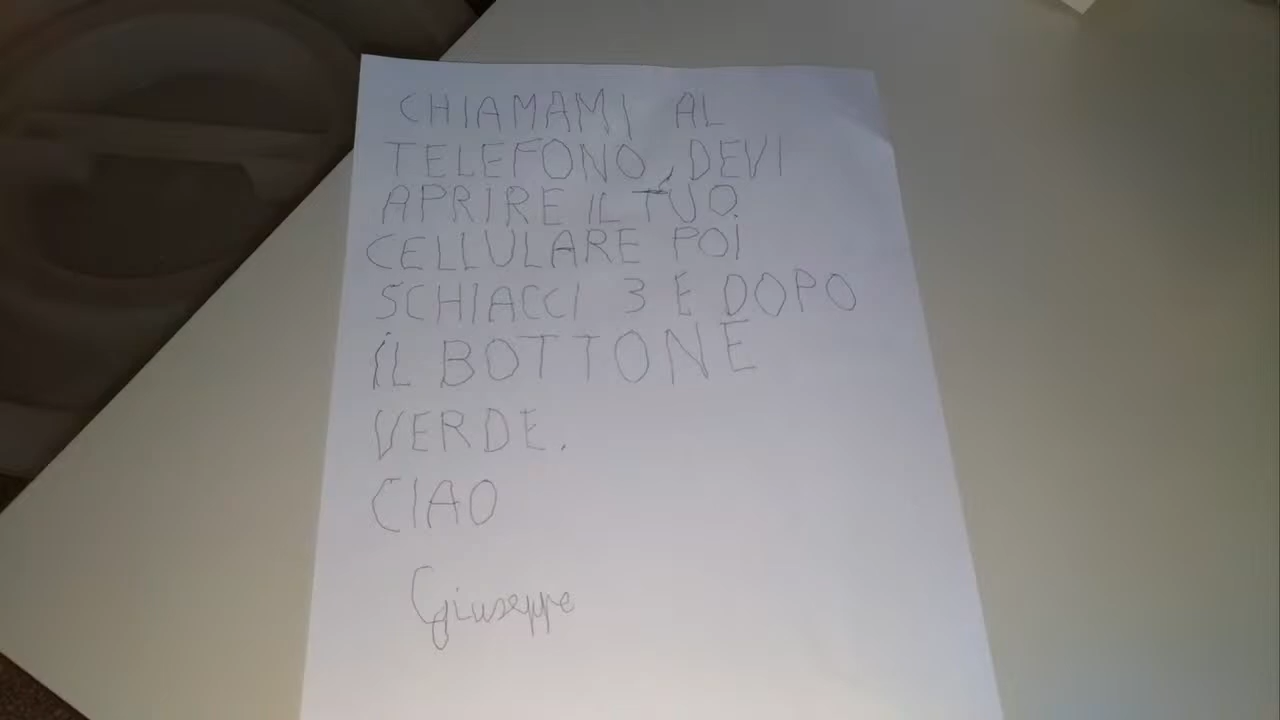 CHIAMAMI AL
TELEFONO, DEVI
APRIRE IL TUO
CELLULARE POI
SCHIACCI 3 E DOPO
IL BOTTONE
VERDE.
CIAO
Giuseppe